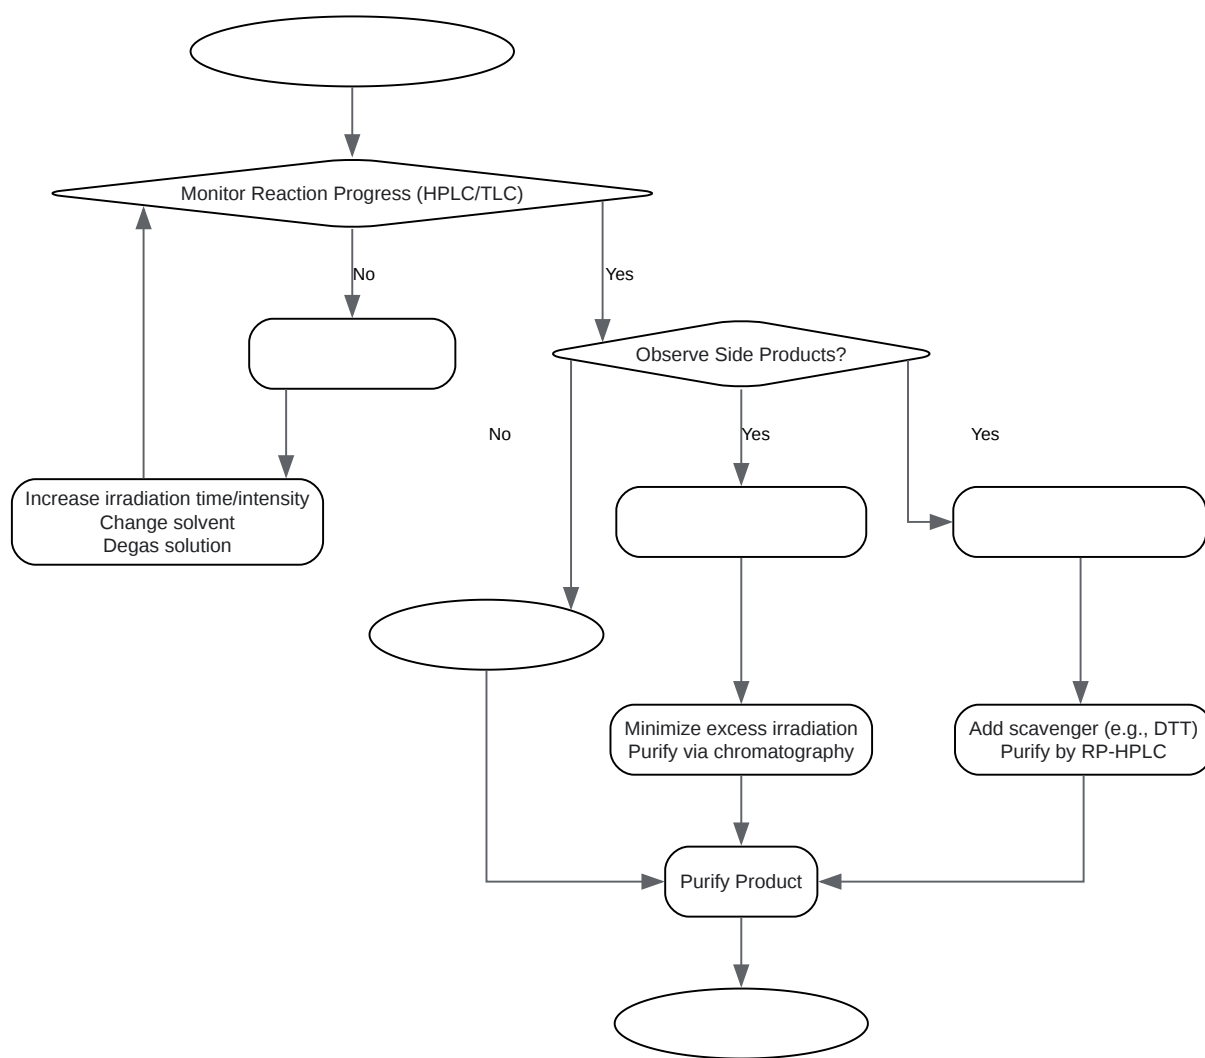 Monitor Reaction Progress (HPLC/TLC)
No
Yes
Observe Side Products?
No
Yes
Yes
Increase irradiation time/intensity
Change solvent
Degas solution
Minimize excess irradiation
Purify via chromatography
Add scavenger (e.g., DTT)
Purify by RP-HPLC
Purify Product